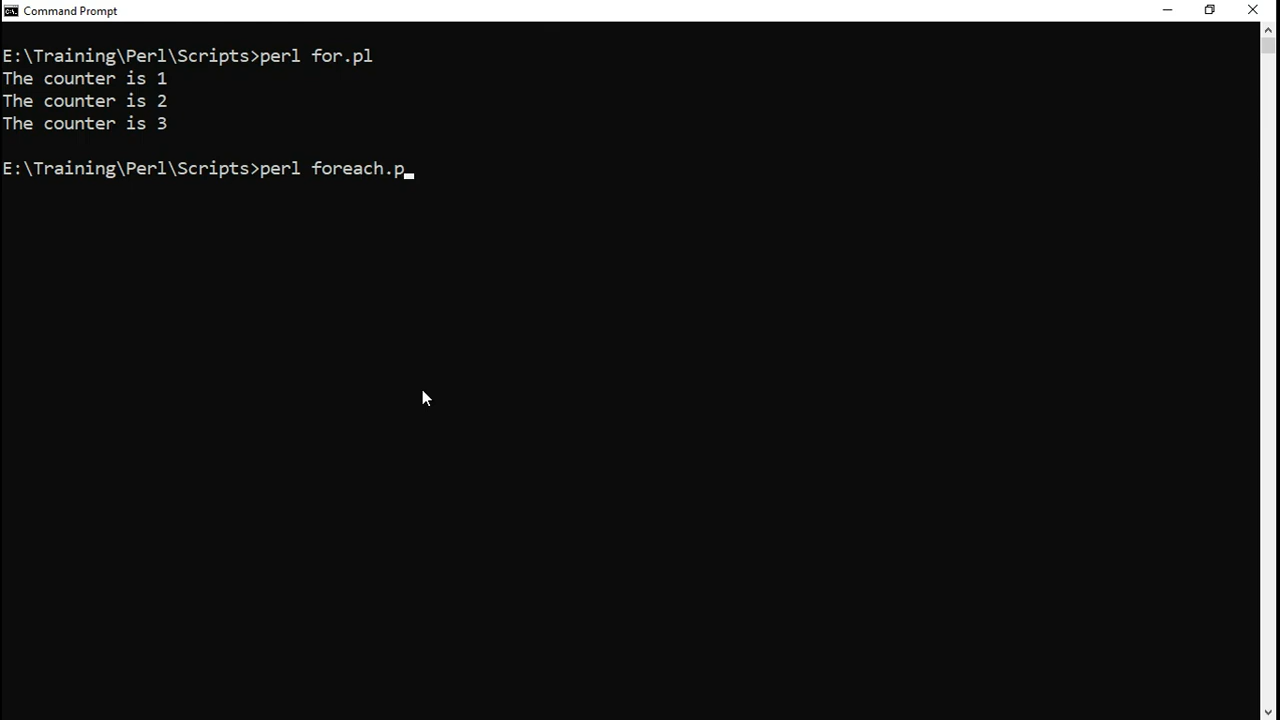 Command Prompt
E:\Training\Perl\Scripts>perl for.pl
The counter is 1
The counter is 2
The counter is 3
E:\Training\Perl\Scripts>perl foreach.p_